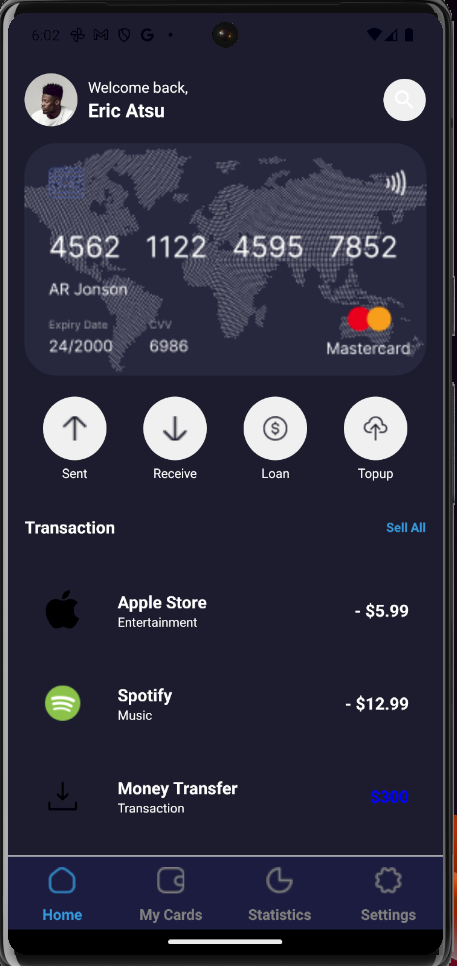 6:02
Welcome back,
Eric Atsu
4562 1122 4595 7852
AR Jonson
Expiry Date CVV
24/2000 6986
Mastercard
Sent Receive Loan Topup
Transaction Sell All
Apple Store
Entertainment
- $5.99
Spotify
Music
- $12.99
Money Transfer
Transaction
$300
Home My Cards Statistics Settings